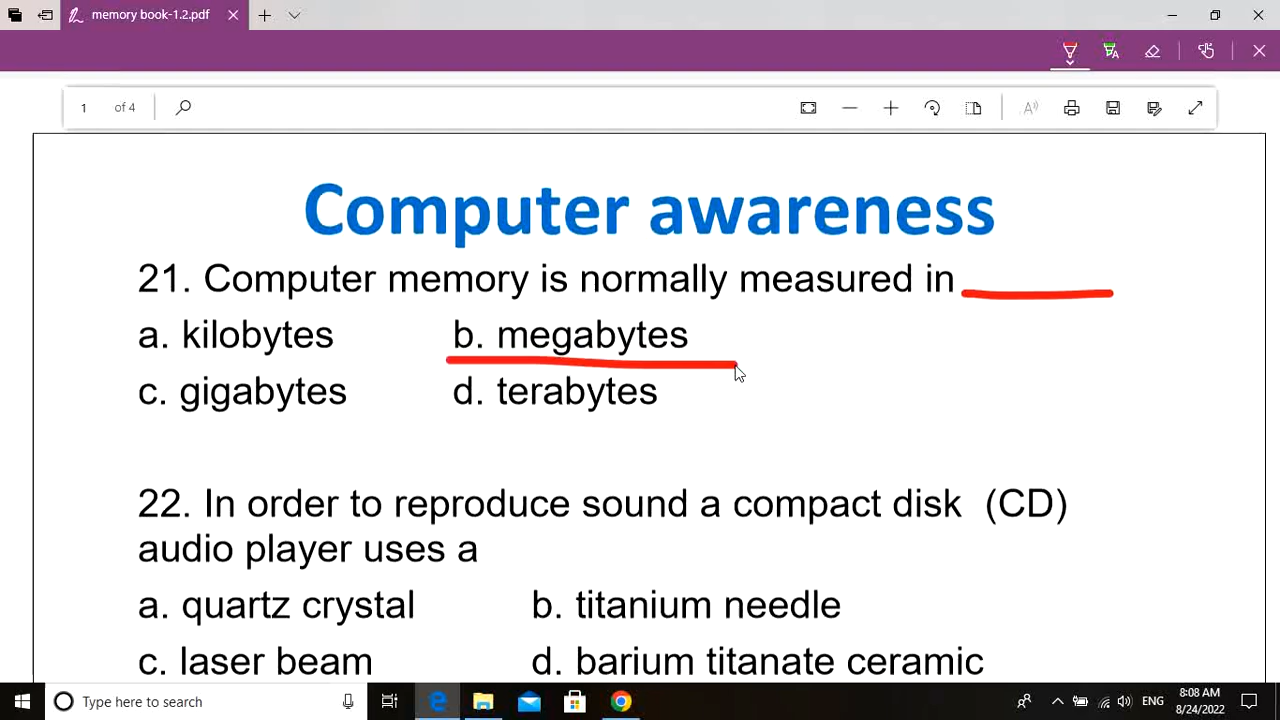 memory book-1.2.pdf
1 of 4
Computer awareness
21. Computer memory is normally measured in
a. kilobytes b. megabytes
c. gigabytes d. terabytes
22. In order to reproduce sound a compact disk (CD)
audio player uses a
a. quartz crystal b. titanium needle
c. laser beam d. barium titanate ceramic
Type here to search
ENG
8:08 AM
8/24/2022